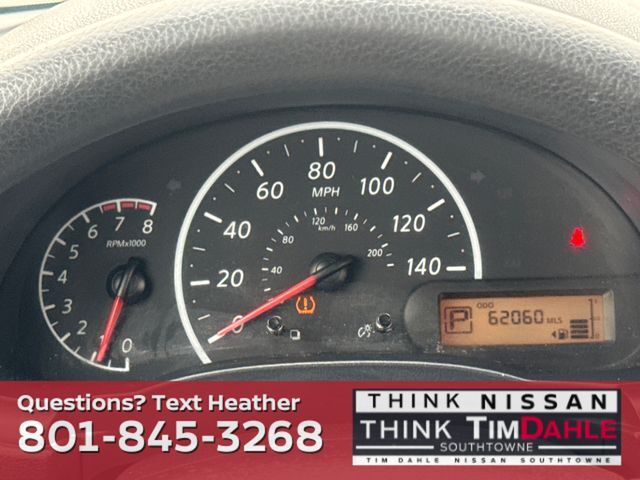 0 1 2 3 4 5 6 7 8
RPMx1000
0 20 40 60 80 100 120 140
MPH
40 80 120 160 200
km/h
ODO
P 62060 MLS
Questions? Text Heather
801-845-3268
THINK NISSAN
THINK TIMDAHLE
SOUTHTOWNE
TIM DAHLE NISSAN SOUTHTOWNE